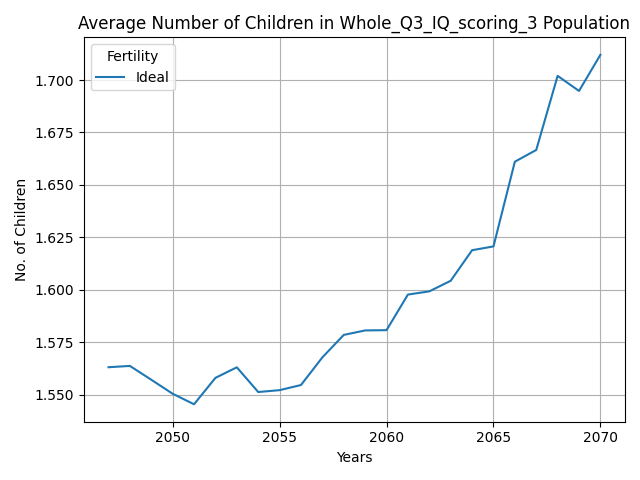 Average Number of Children in Whole_Q3_IQ_scoring_3 Population
Fertility
Ideal
No. of Children
1.700
1.675
1.650
1.625
1.600
1.575
1.550
2050 2055 2060 2065 2070
Years